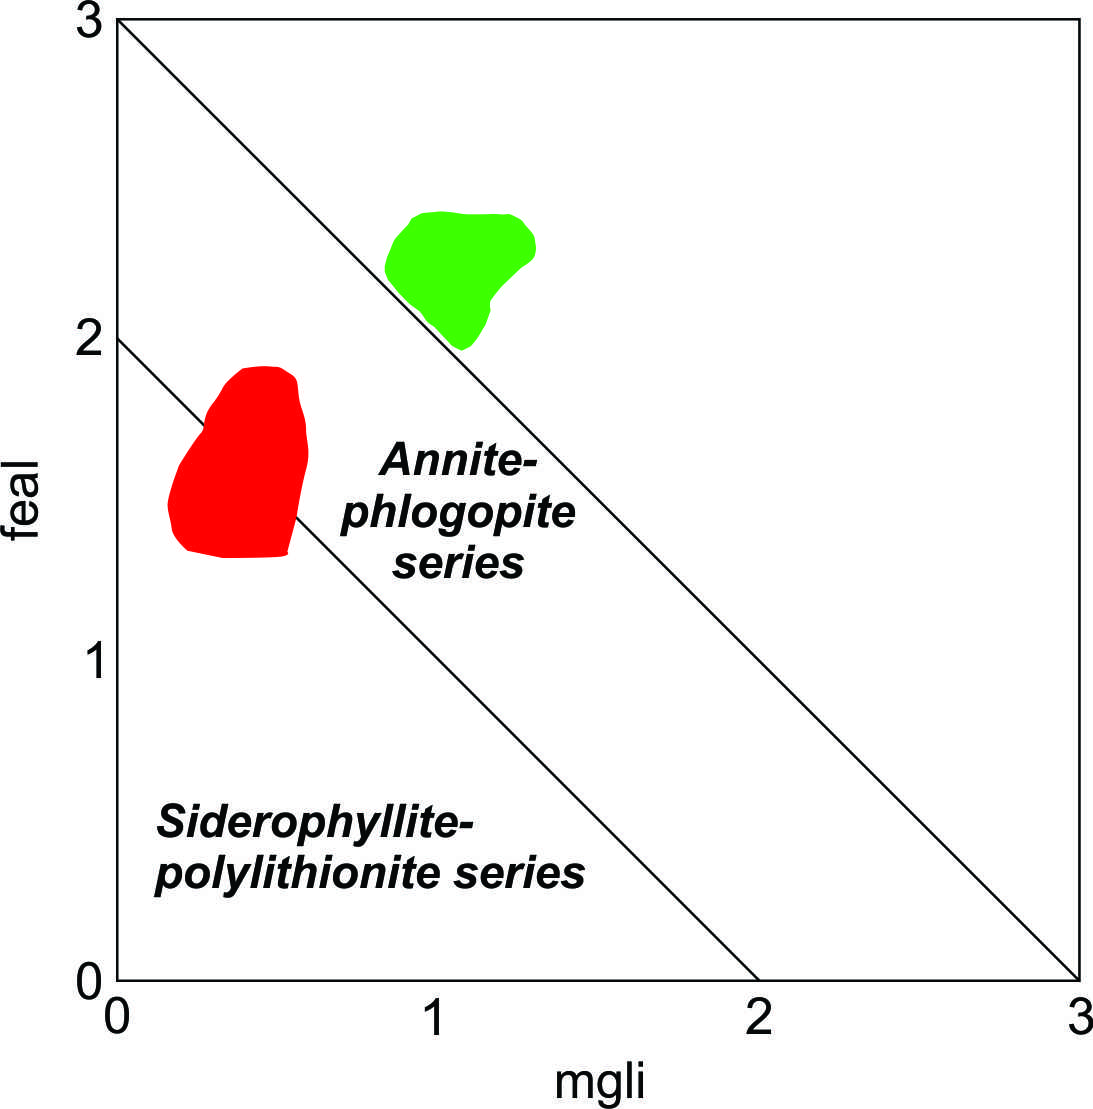 3
2
feal
Annite-
phlogopite
series
1
Siderophyllite-
polylithionite series
0
0
1
2
3
mgli